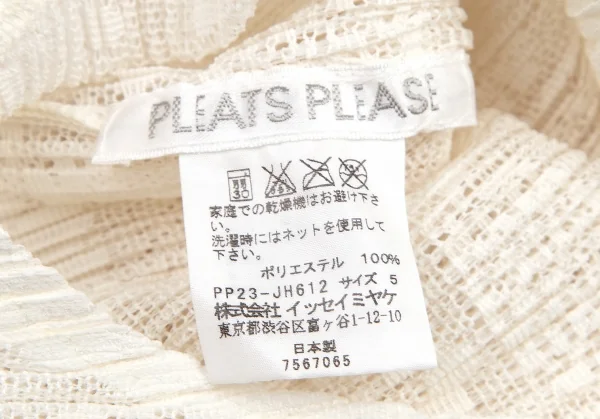 PLEATS PLEASE
弱
30
家庭での乾燥機はお避け下さ
い。
洗濯時にはネットを使用して
下さい。
ポリエステル 100%
PP23-JH612 サイズ 5
株式会社 イッセイミヤケ
東京都渋谷区富ヶ谷1-12-10
日本製
7567065